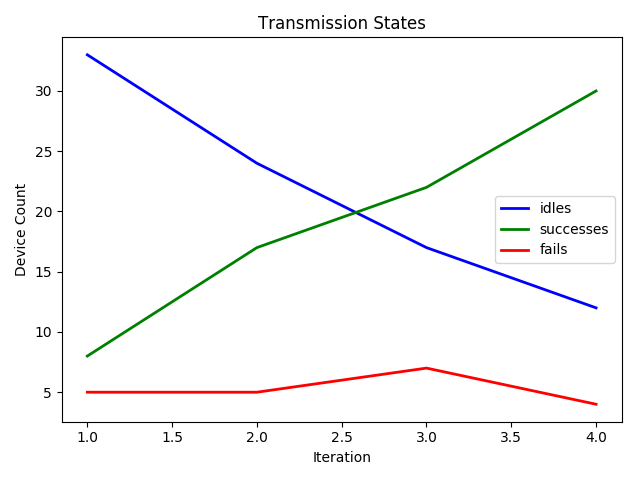 Transmission States
Device Count
30
25
20
15
10
5
idles
successes
fails
1.0 1.5 2.0 2.5 3.0 3.5 4.0
Iteration